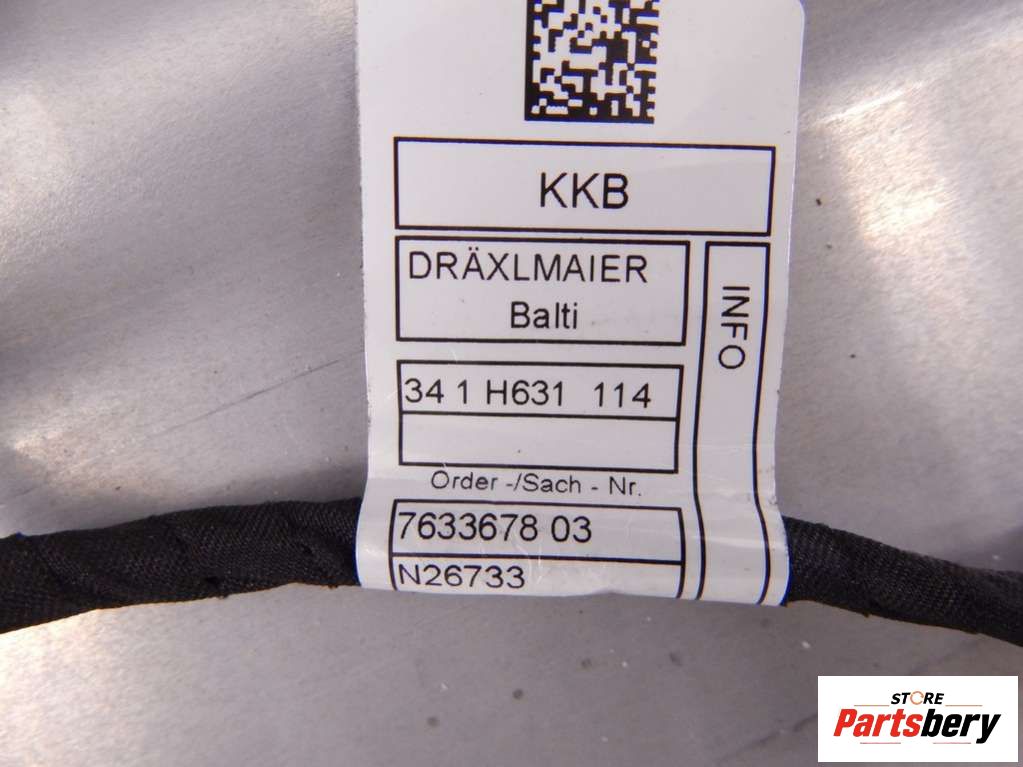 KKB
DRÄXLMAIER
Balti
INFO
34 1 H631 114
Order -/Sach - Nr.
7633678 03
N26733
STORE
Partsbery